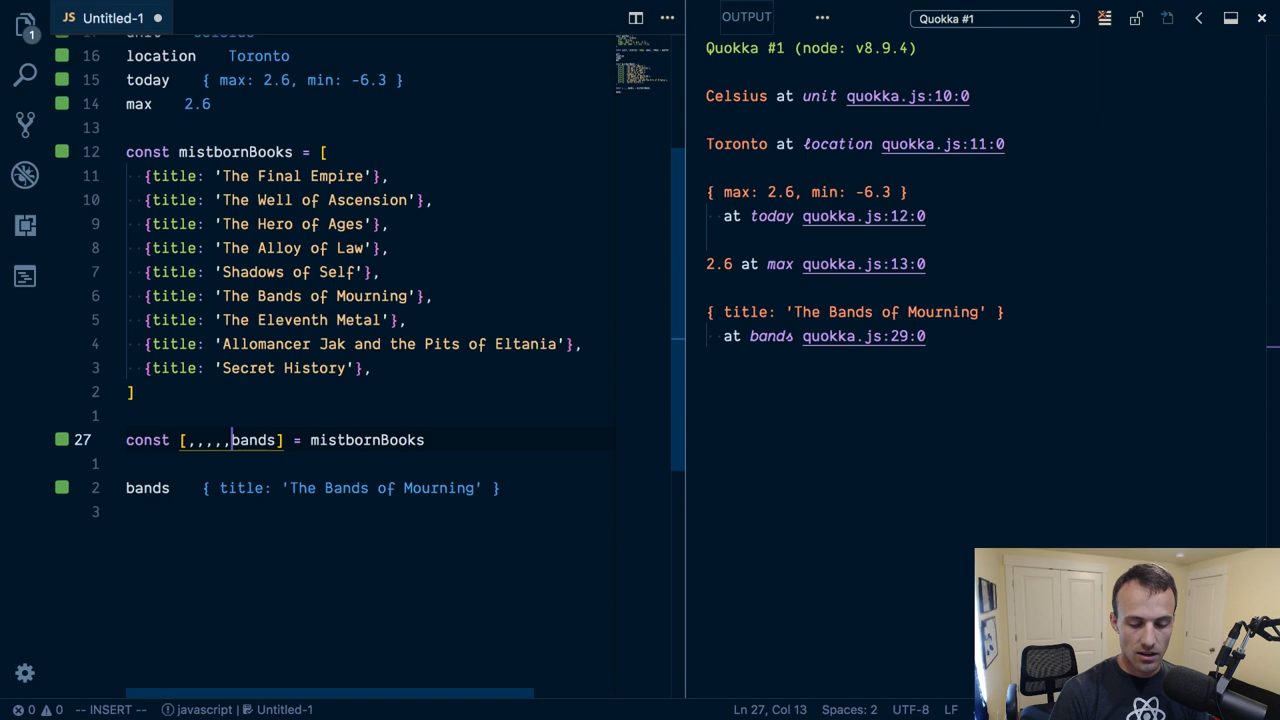 JS Untitled-1
OUTPUT
Quokka #1
1
16 location Toronto
15 today { max: 2.6, min: -6.3 }
14 max 2.6
13
12 const mistbornBooks = [
11 {title: 'The Final Empire'},
10 {title: 'The Well of Ascension'},
9 {title: 'The Hero of Ages'},
8 {title: 'The Alloy of Law'},
7 {title: 'Shadows of Self'},
6 {title: 'The Bands of Mourning'},
5 {title: 'The Eleventh Metal'},
4 {title: 'Allomancer Jak and the Pits of Eltania'},
3 {title: 'Secret History'},
2 ]
1
27 const [,,,,,bands] = mistbornBooks
1
2 bands { title: 'The Bands of Mourning' }
3
Quokka #1 (node: v8.9.4)
Celsius at unit quokka.js:10:0
Toronto at location quokka.js:11:0
{ max: 2.6, min: -6.3 }
at today quokka.js:12:0
2.6 at max quokka.js:13:0
{ title: 'The Bands of Mourning' }
at bands quokka.js:29:0
0 0 -- INSERT -- javascript Untitled-1
Ln 27, Col 13 Spaces: 2 UTF-8 LF